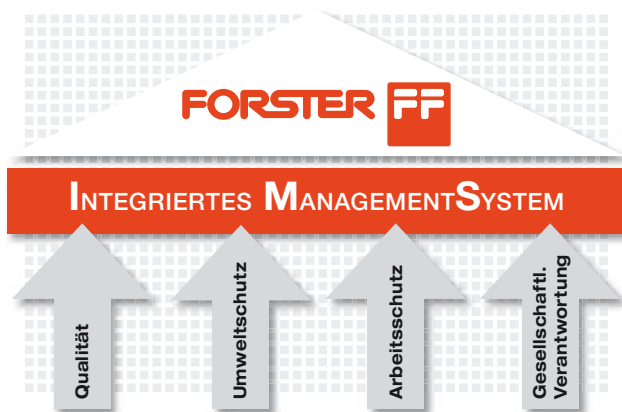 FORSTER FF
INTEGRIERTES MANAGEMENTSYSTEM
Qualität
Umweltschutz
Arbeitsschutz
Gesellschaftl.
Verantwortung